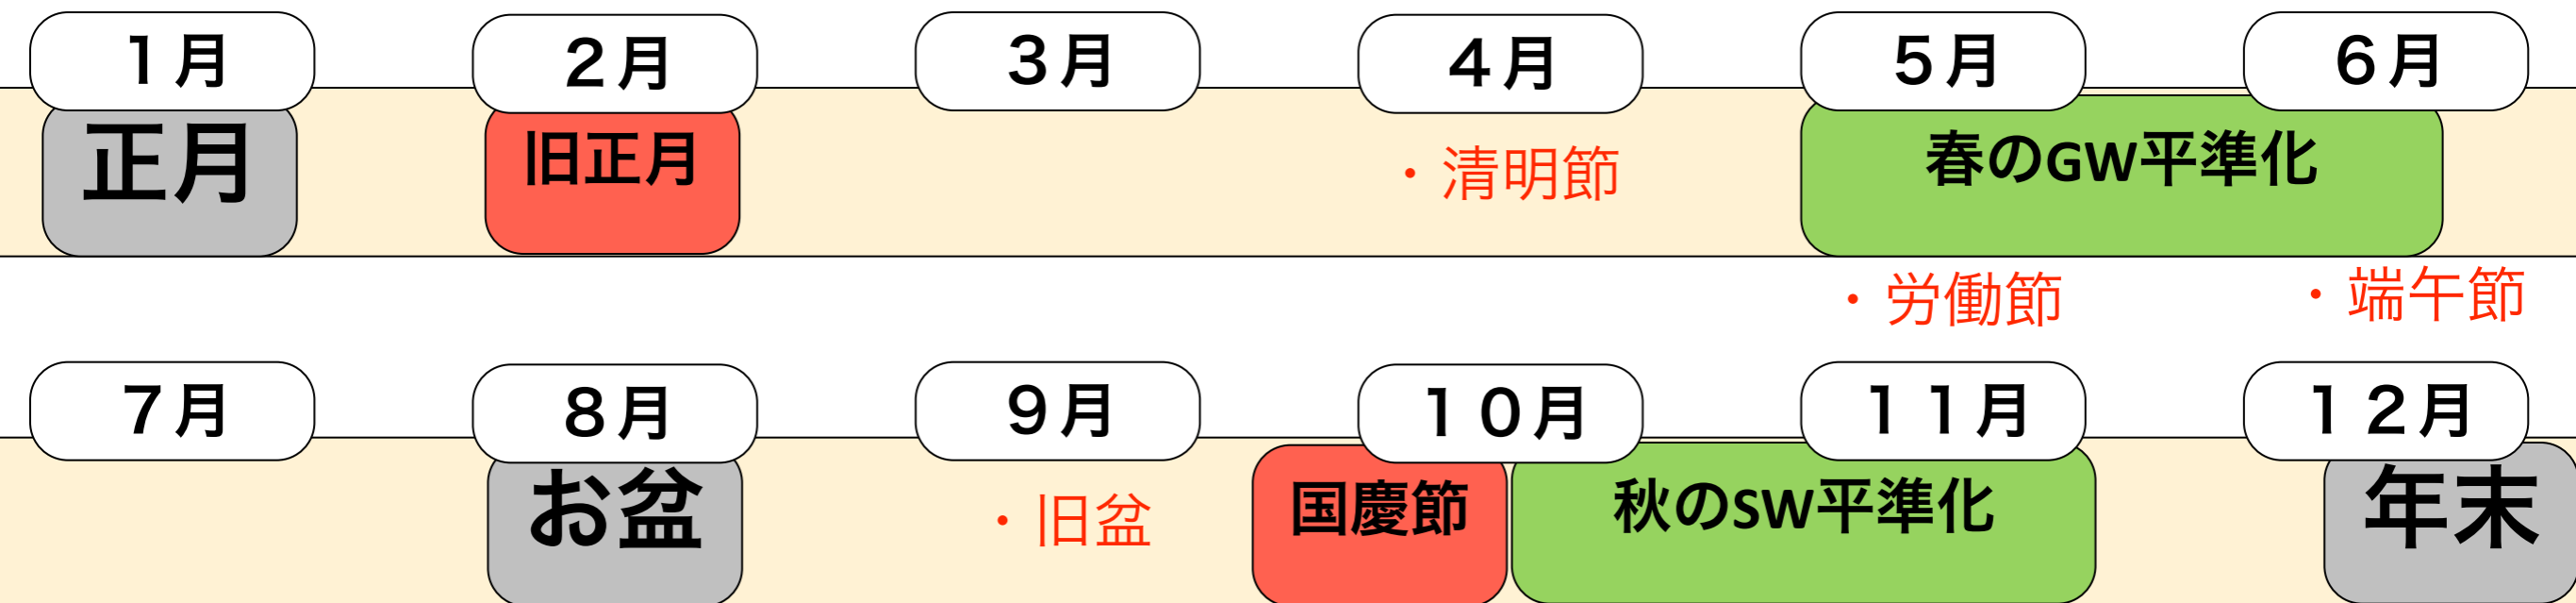 １月 ２月 ３月 ４月 ５月 ６月
正月 旧正月 ・清明節 春のGW平準化
・労働節 ・端午節
７月 ８月 ９月 １０月 １１月 １２月
お盆 ・旧盆 国慶節 秋のSW平準化 年末